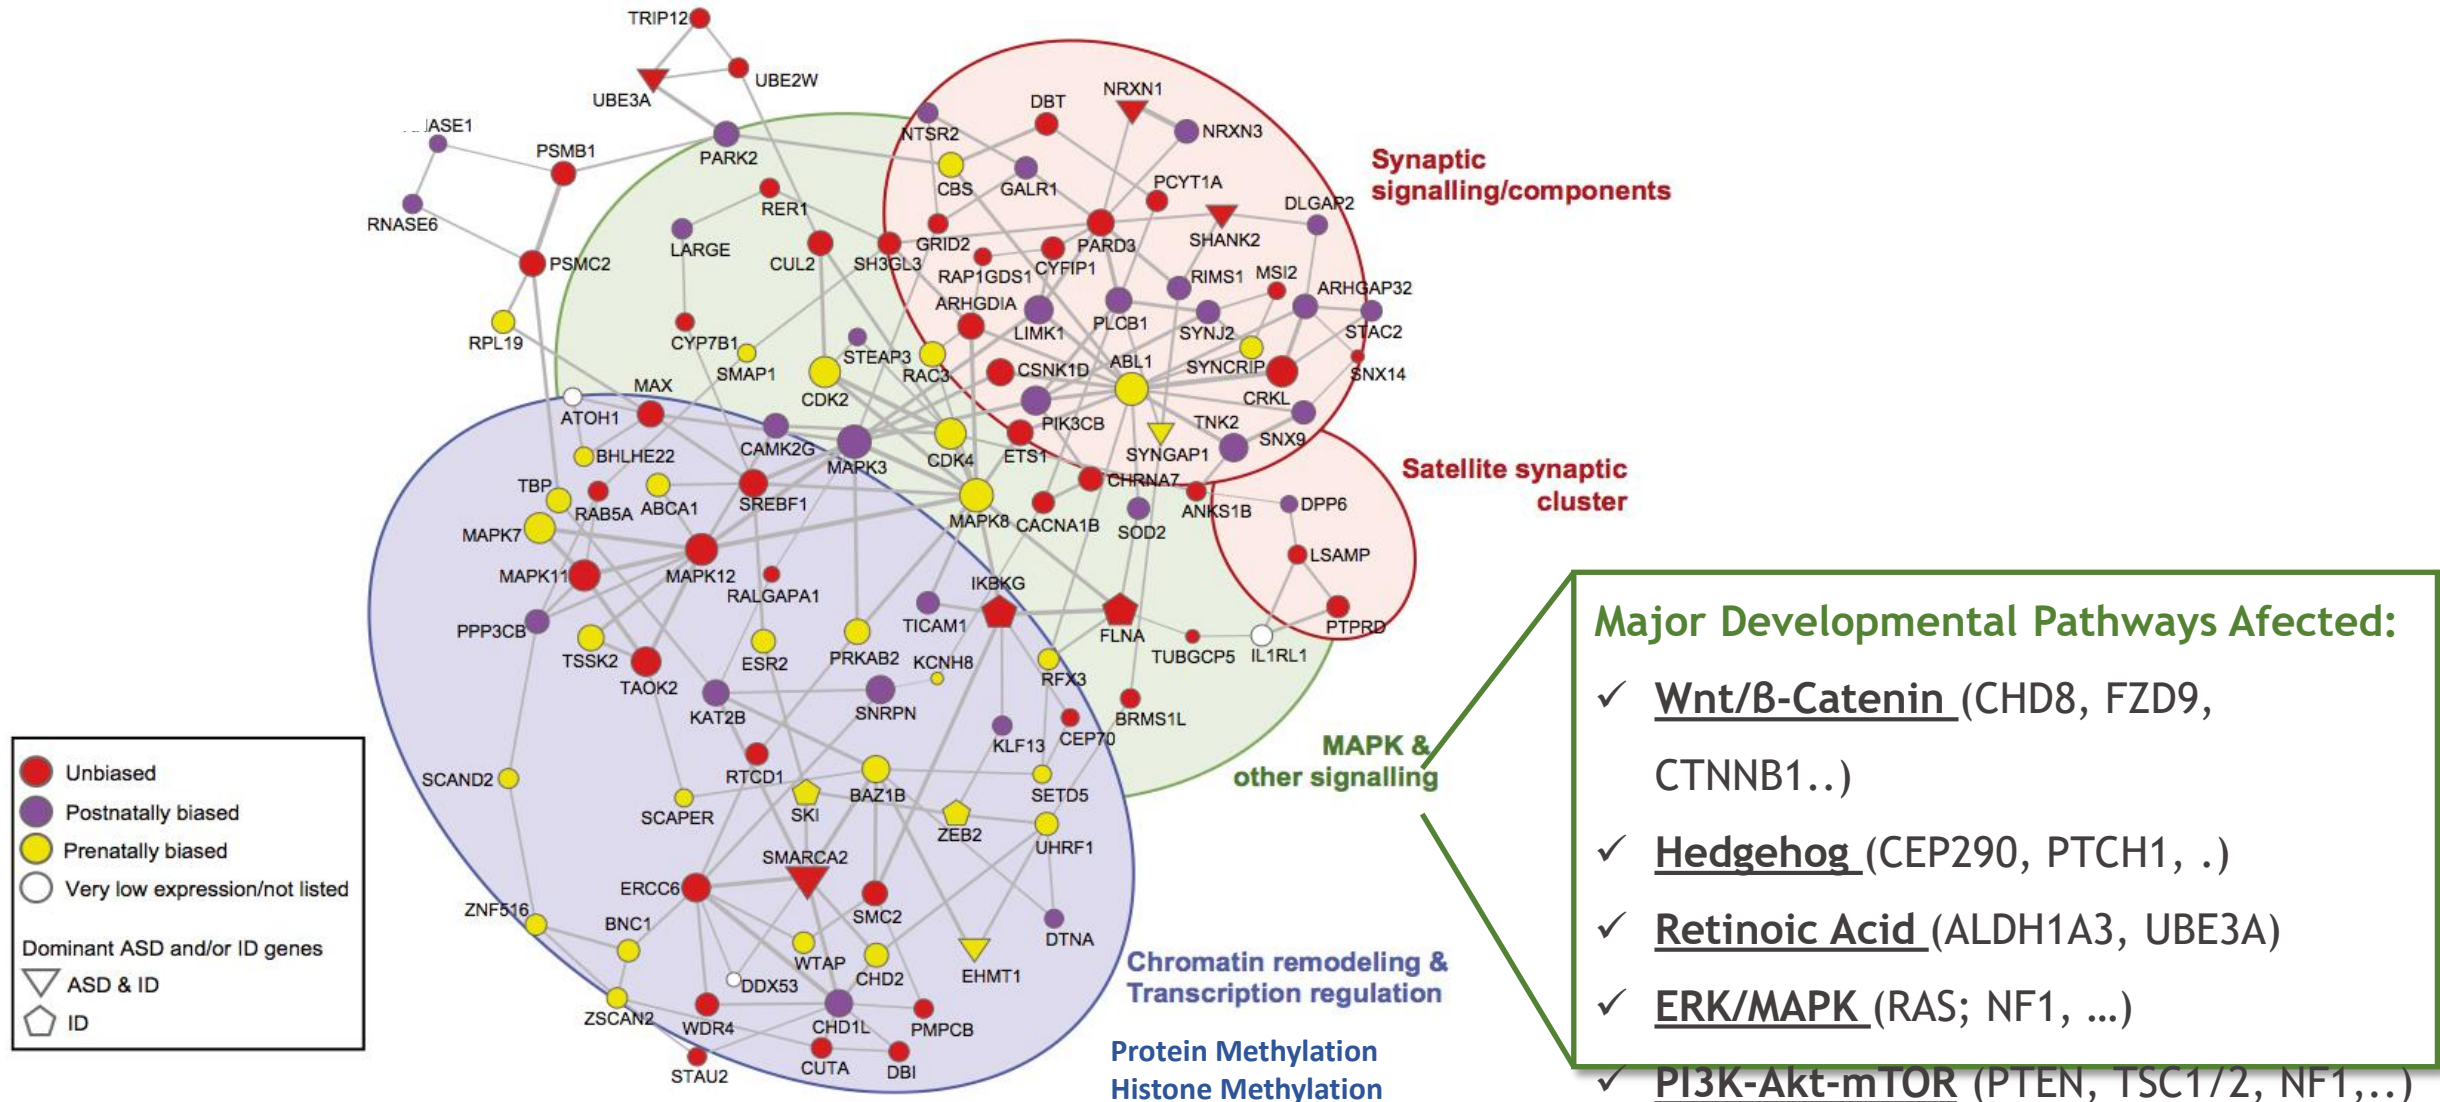 TRIP12
UBE2W
UBE3A
NRXN1
DBT
NTSR2
NRXN3
ASE1
PSMB1
PARK2
Synaptic
signalling/components
CBS
GALR1
PCYT1A
RER1
DLGAP2
RNASE6
LARGE
GRID2
PARD3
SHANK2
CUL2
SH3GL3
PSMC2
RAP1GDS1
CYFIP1
RIMS1
MSI2
ARHGAP32
ARHGDIA
LIMK1
PLCB1
SYNJ2
STAC2
RPL19
CYP7B1
STEAP3
SMAP1
RAC3
CSNK1D
ABL1
SYNCRIP
SNX14
MAX
CDK2
CRKL
ATOH1
PIK3CB
TNK2
SNX9
CAMK2G
BHLHE22
MAPK3
CDK4
ETS1
SYNGAP1
Satellite synaptic
cluster
CHRNA7
TBP
RAB5A
ABCA1
SREBF1
DPP6
MAPK8
CACNA1B
SOD2
ANKS1B
MAPK7
LSAMP
MAPK11
MAPK12
IKBKG
RALGAPA1
PPP3CB
TICAM1
FLNA
PTPRD
TSSK2
ESR2
PRKAB2
KCNH8
TUBGCP5
IL1RL1
TAOK2
RFX3
KAT2B
SNRPN
BRMS1L
KLF13
CEP70
MAPK &
other signalling
SCAND2
RTCD1
BAZ1B
SETD5
SCAPER
SKI
ZEB2
UHRF1
SMARCA2
ERCC6
ZNF516
BNC1
SMC2
DTNA
WTAP
CHD2
EHMT1
DDX53
Chromatin remodeling &
Transcription regulation
ZSCAN2
WDR4
CHD1L
PMPCB
STAU2
CUTA
DBI
Protein Methylation
Histone Methylation
Unbiased
Postnatally biased
Prenatally biased
Very low expression/not listed
Dominant ASD and/or ID genes
ASD & ID
ID
Major Developmental Pathways Afected:
✓ Wnt/ß-Catenin (CHD8, FZD9,
CTNNB1..)
✓ Hedgehog (CEP290, PTCH1, .)
✓ Retinoic Acid (ALDH1A3, UBE3A)
✓ ERK/MAPK (RAS; NF1, …)
✓ PI3K-Akt-mTOR (PTEN, TSC1/2, NF1,..)